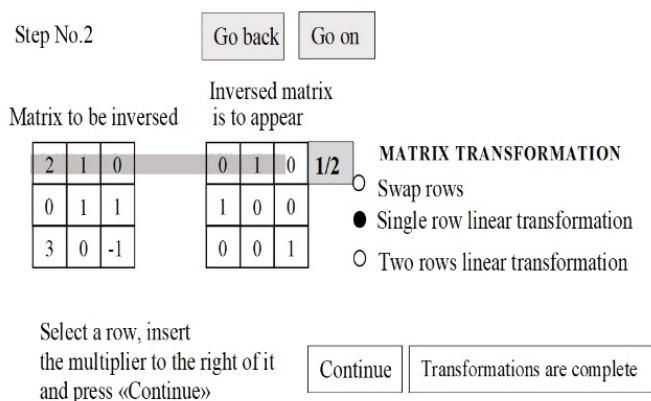 Step No.2
Go back
Go on
Matrix to be inversed
Inversed matrix
is to appear
2 1 0
0 1 0 1/2
0 1 1
1 0 0
3 0 -1
0 0 1
MATRIX TRANSFORMATION
Swap rows
Single row linear transformation
Two rows linear transformation
Select a row, insert
the multiplier to the right of it
and press «Continue»
Continue
Transformations are complete